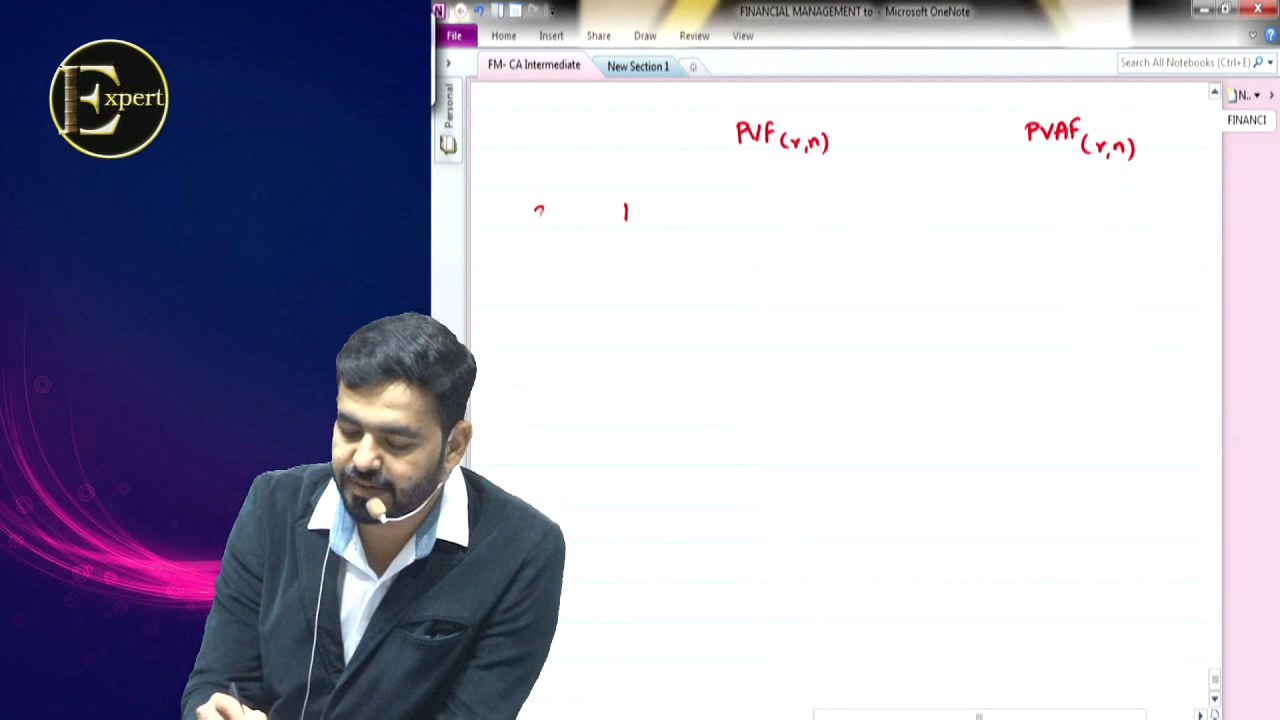 Expert
FINANCIAL MANAGEMENT to - Microsoft OneNote
File Home Insert Share Draw Review View
FM- CA Intermediate New Section 1
Search All Notebooks (Ctrl+E)
Personal
N..
FINANCI
PVF(r,n) PVAF(r,n)
1